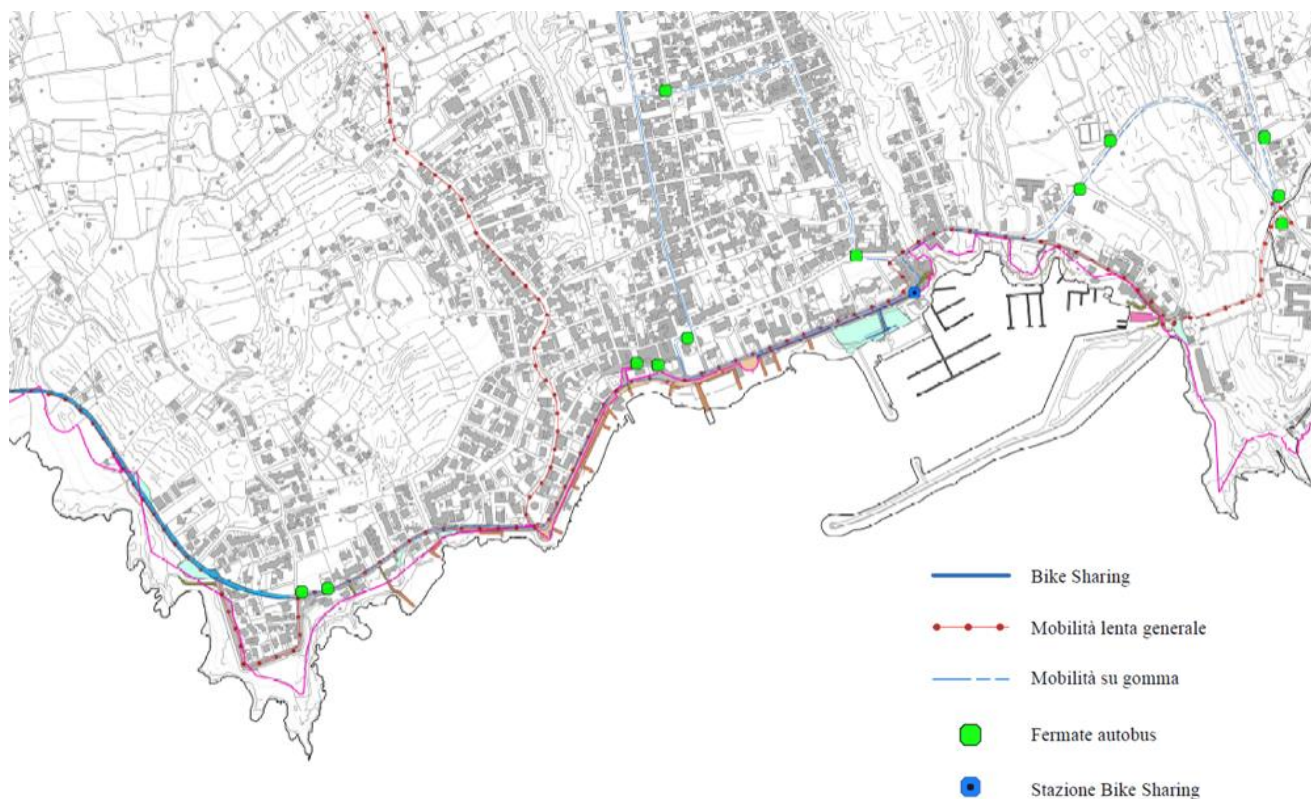 Bike Sharing
Mobilità lenta generale
Mobilità su gomma
Fermate autobus
Stazione Bike Sharing